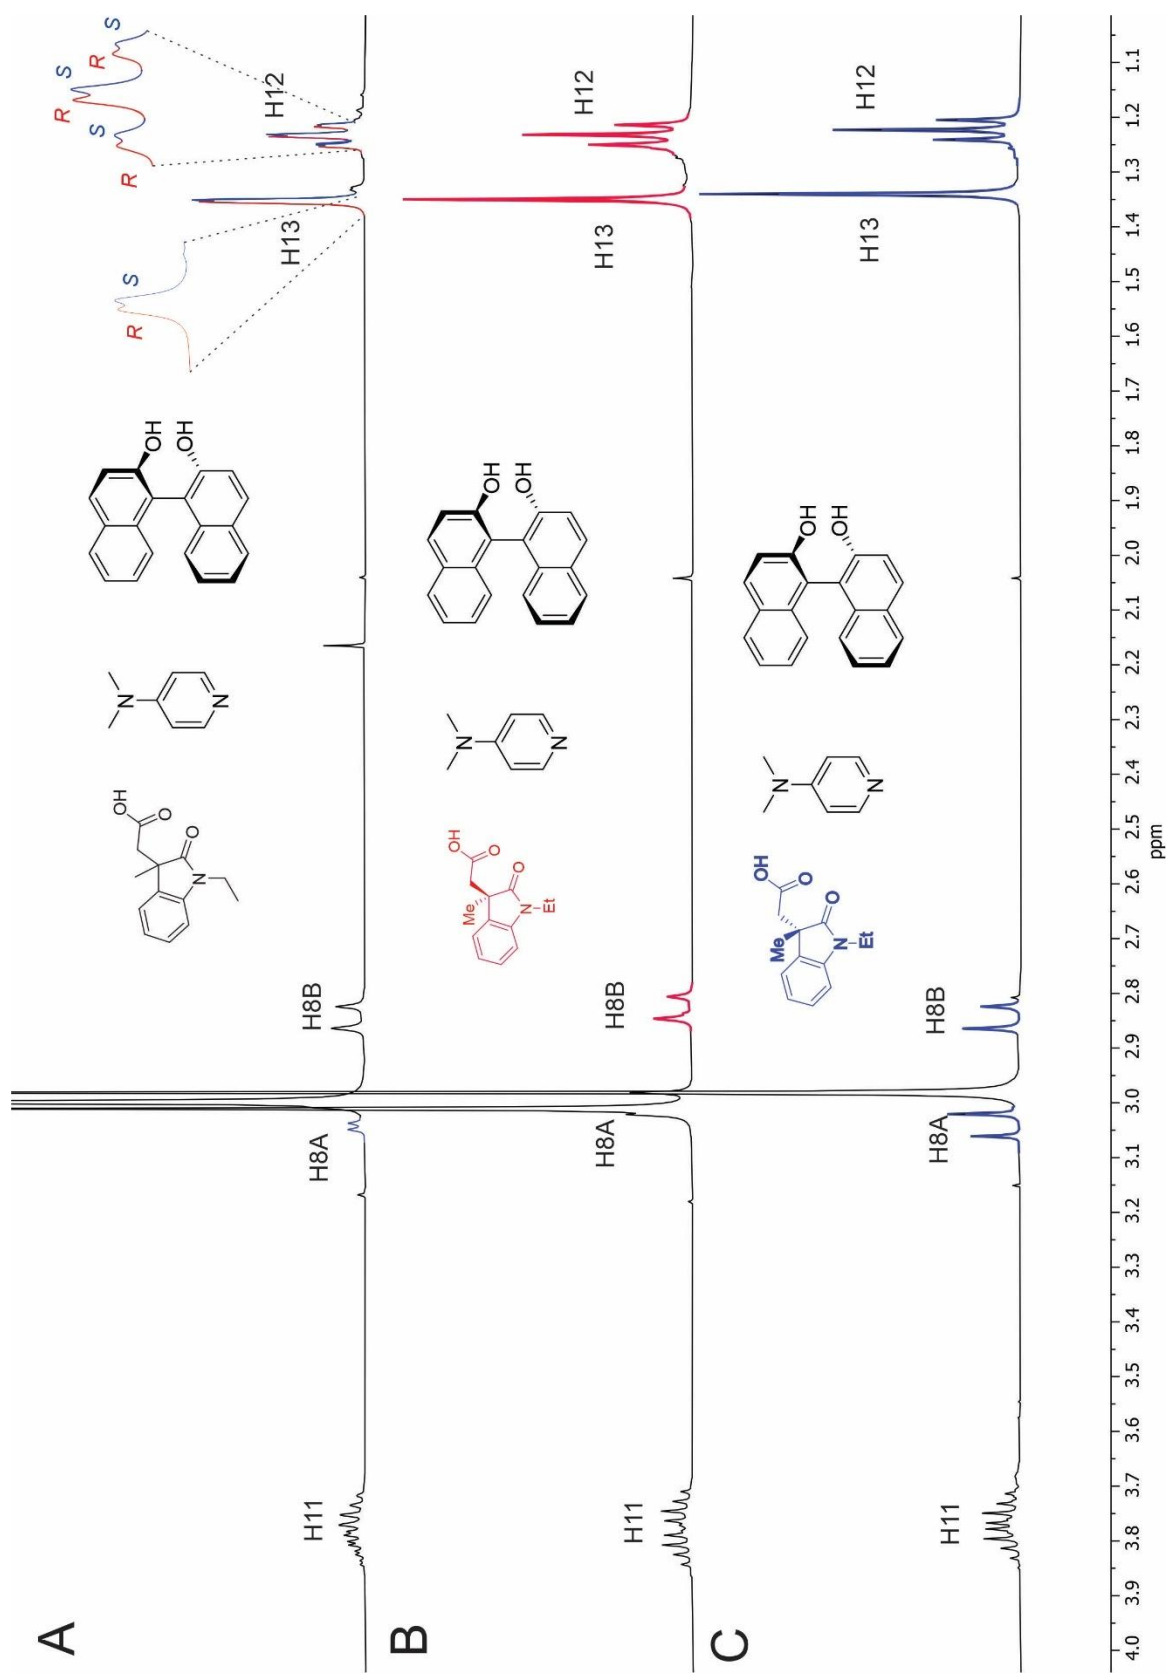 A
R
S
R
S
R
S
R
S
OH
O
O
N
N
N
OH
OH
H11
H8A
H8B
H13
H12
B
OH
Me
O
O
N
Et
N
N
OH
OH
H11
H8A
H8B
H13
H12
C
OH
Me
O
O
N
Et
N
N
OH
OH
H11
H8A
H8B
H13
H12
4.0 3.9 3.8 3.7 3.6 3.5 3.4 3.3 3.2 3.1 3.0 2.9 2.8 2.7 2.6 2.5 2.4 2.3 2.2 2.1 2.0 1.9 1.8 1.7 1.6 1.5 1.4 1.3 1.2 1.1
ppm